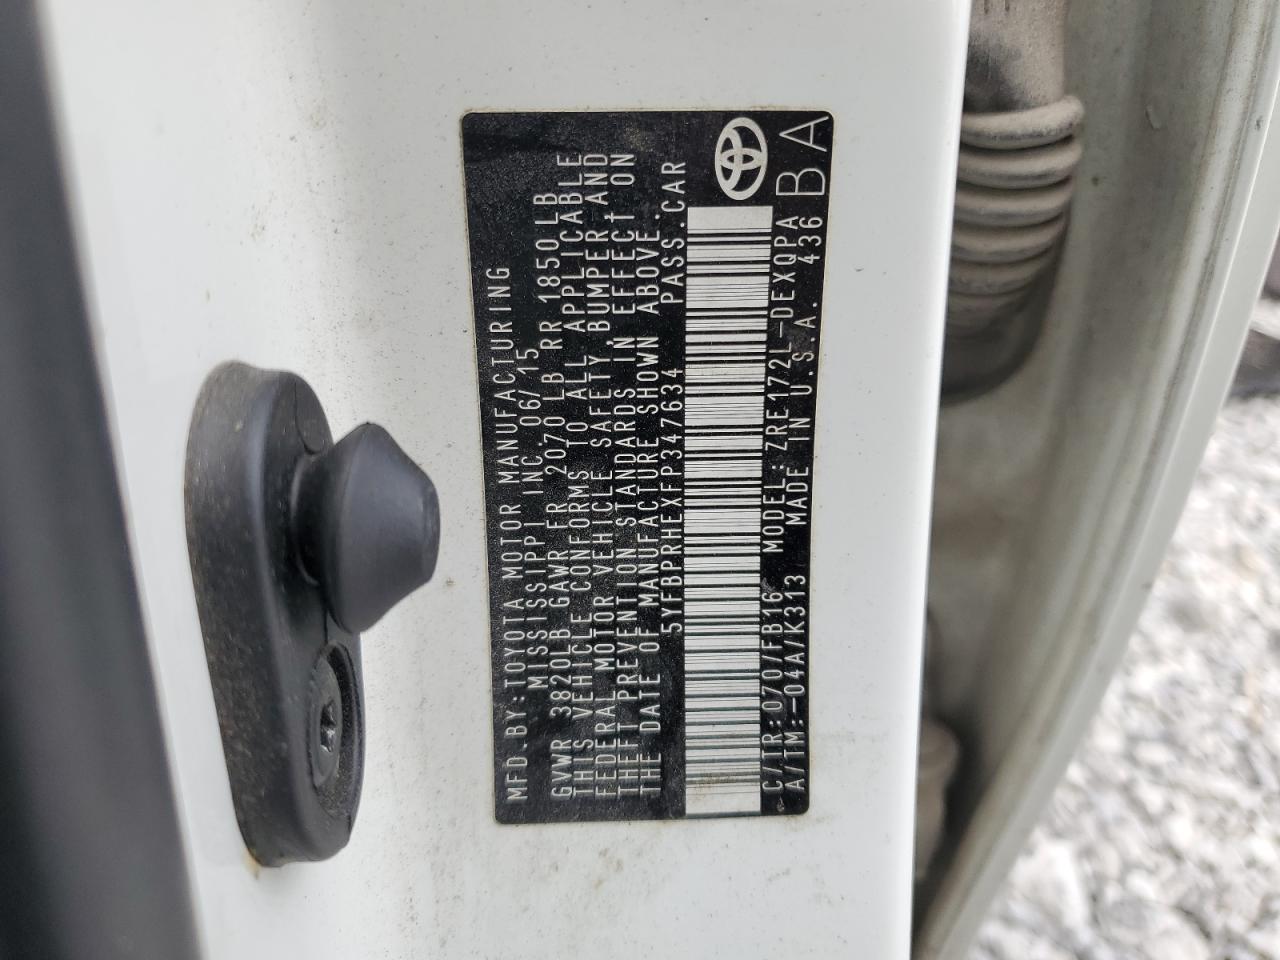 MFD.BY:TOYOTA MOTOR MANUFACTURING
MISSISSIPPI INC. 06/15
GVWR 3820LB GAWR FR 2070 LB RR 1850LB
THIS VEHICLE CONFORMS TO ALL APPLICABLE
FEDERAL MOTOR VEHICLE SAFETY, BUMPER, AND
THEFT PREVENTION STANDARDS IN EFFECT ON
THE DATE OF MANUFACTURE SHOWN ABOVE.
5YFBPRHEXFP347634 PASS.CAR
C/TR:070/FB16 MODEL:ZRE172L-DEXQPA
A/TM:-04A/K313 MADE IN U.S.A. 436
BA